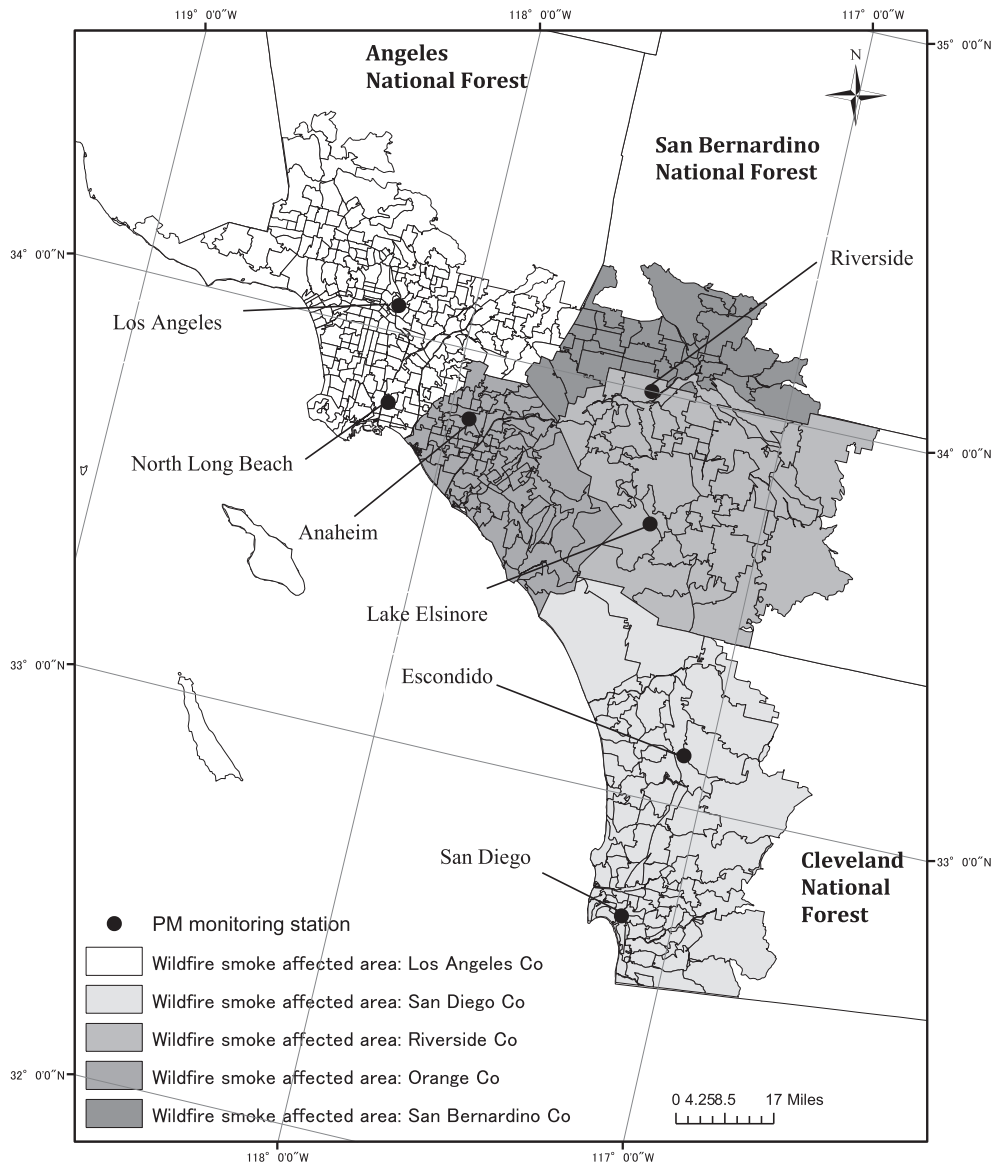 119° 0'0"W
118° 0'0"W
117° 0'0"W
35° 0'0"N
Angeles
National Forest
N
San Bernardino
National Forest
34° 0'0"N
Riverside
Los Angeles
North Long Beach
34° 0'0"N
Anaheim
Lake Elsinore
33° 0'0"N
Escondido
San Diego
33° 0'0"N
Cleveland
National
Forest
PM monitoring station
Wildfire smoke affected area: Los Angeles Co
Wildfire smoke affected area: San Diego Co
Wildfire smoke affected area: Riverside Co
32° 0'0"N
Wildfire smoke affected area: Orange Co
0 4.258.5 17 Miles
Wildfire smoke affected area: San Bernardino Co
118° 0'0"W
117° 0'0"W